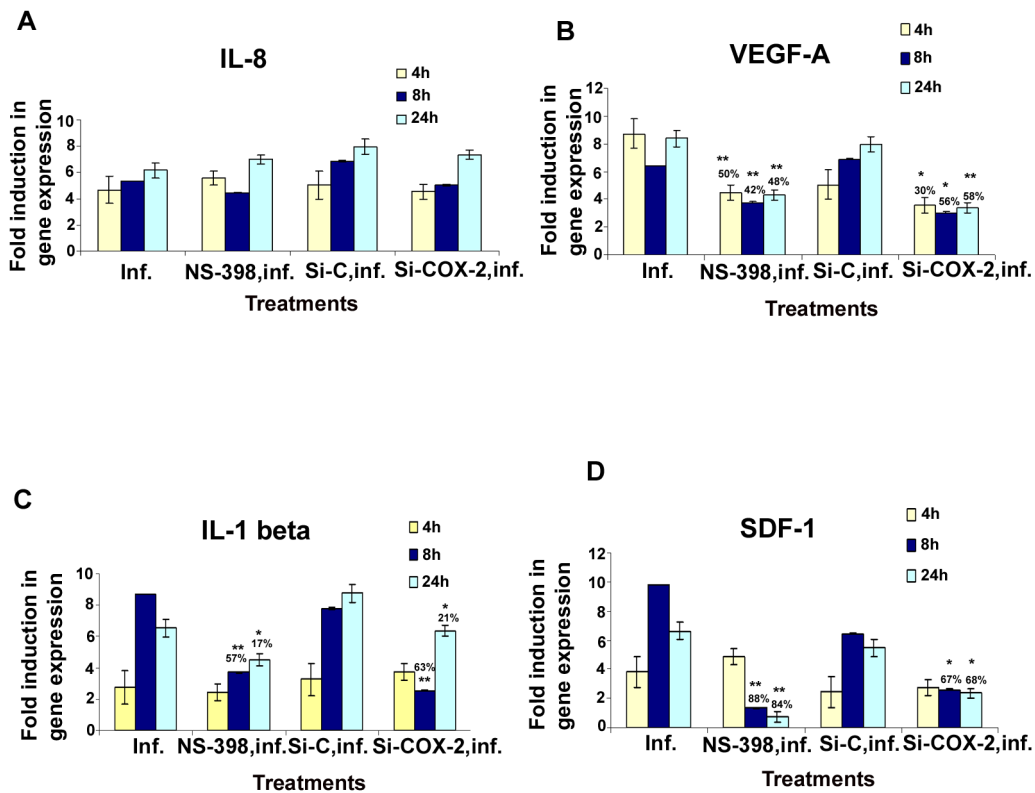 A
IL-8
4h
8h
24h
Fold induction in
gene expression
10
8
6
4
2
0
Inf.
NS-398,inf.
Si-C,inf.
Si-COX-2,inf.
Treatments
B
VEGF-A
4h
8h
24h
Fold induction in
gene expression
12
10
8
6
4
2
0
**
50%
**
42%
**
48%
*
30%
*
56%
**
58%
Inf.
NS-398,inf.
Si-C,inf.
Si-COX-2,inf.
Treatments
C
IL-1 beta
4h
8h
24h
Fold induction in
gene expression
10
8
6
4
2
0
**
57%
*
17%
63%
**
*
21%
Inf.
NS-398,inf.
Si-C,inf.
Si-COX-2,inf.
Treatments
D
SDF-1
4h
8h
24h
Fold induction in
gene expression
12
10
8
6
4
2
0
**
88%
**
84%
*
67%
*
68%
Inf.
NS-398,inf.
Si-C,inf.
Si-COX-2,inf.
Treatments